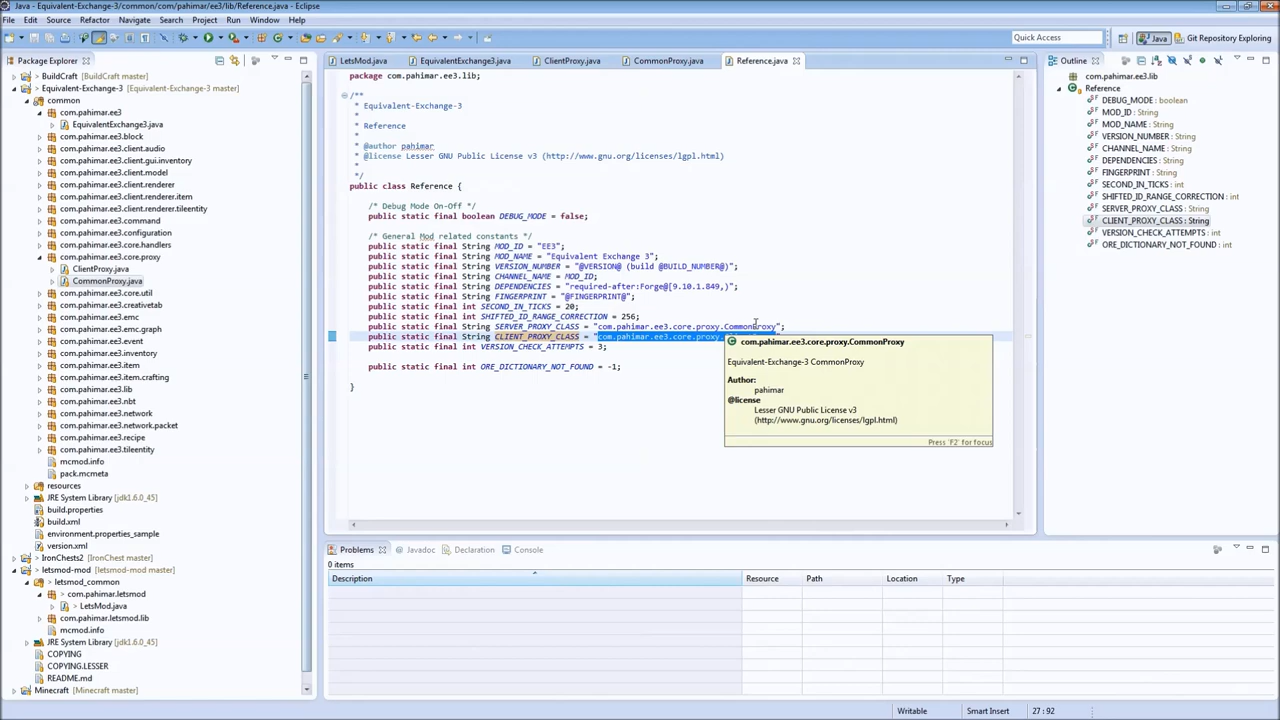 Java - Equivalent-Exchange-3/common/com/pahimar/ee3/lib/Reference.java - Eclipse
File Edit Source Refactor Navigate Search Project Run Window Help
Quick Access
Java
Git Repository Exploring
Package Explorer
BuildCraft [BuildCraft master]
Equivalent-Exchange-3 [Equivalent-Exchange-3 master]
common
com.pahimar.ee3
EquivalentExchange3.java
com.pahimar.ee3.block
com.pahimar.ee3.client.audio
com.pahimar.ee3.client.gui.inventory
com.pahimar.ee3.client.model
com.pahimar.ee3.client.renderer
com.pahimar.ee3.client.renderer.item
com.pahimar.ee3.client.renderer.tileentity
com.pahimar.ee3.command
com.pahimar.ee3.configuration
com.pahimar.ee3.core.handlers
com.pahimar.ee3.core.proxy
ClientProxy.java
CommonProxy.java
com.pahimar.ee3.core.util
com.pahimar.ee3.creativetab
com.pahimar.ee3.emc
com.pahimar.ee3.emc.graph
com.pahimar.ee3.event
com.pahimar.ee3.inventory
com.pahimar.ee3.item
com.pahimar.ee3.item.crafting
com.pahimar.ee3.lib
com.pahimar.ee3.nbt
com.pahimar.ee3.network
com.pahimar.ee3.network.packet
com.pahimar.ee3.recipe
com.pahimar.ee3.tileentity
mcmod.info
pack.mcmeta
resources
JRE System Library [jdk1.6.0_45]
build.properties
build.xml
environment.properties_sample
version.xml
IronChests2 [IronChest master]
letsmod-mod [letsmod-mod master]
letsmod_common
> com.pahimar.letsmod
> LetsMod.java
com.pahimar.letsmod.lib
mcmod.info
JRE System Library [jdk1.6.0_45]
COPYING
COPYING.LESSER
README.md
Minecraft [Minecraft master]
LetsMod.java
EquivalentExchange3.java
ClientProxy.java
CommonProxy.java
Reference.java
package com.pahimar.ee3.lib;
/**
* Equivalent-Exchange-3
*
* Reference
*
* @author pahimar
* @license Lesser GNU Public License v3 (http://www.gnu.org/licenses/lgpl.html)
*
*/
public class Reference {
/* Debug Mode On-Off */
public static final boolean DEBUG_MODE = false;
/* General Mod related constants */
public static final String MOD_ID = "EE3";
public static final String MOD_NAME = "Equivalent Exchange 3";
public static final String VERSION_NUMBER = "@VERSION@ (build @BUILD_NUMBER@)";
public static final String CHANNEL_NAME = MOD_ID;
public static final String DEPENDENCIES = "required-after:Forge@[9.10.1.849,)";
public static final String FINGERPRINT = "@FINGERPRINT@";
public static final int SECOND_IN_TICKS = 20;
public static final int SHIFTED_ID_RANGE_CORRECTION = 256;
public static final String SERVER_PROXY_CLASS = "com.pahimar.ee3.core.proxy.CommonProxy";
public static final String CLIENT_PROXY_CLASS = "com.pahimar.ee3.core.proxy.
public static final int VERSION_CHECK_ATTEMPTS = 3;
public static final int ORE_DICTIONARY_NOT_FOUND = -1;
}
com.pahimar.ee3.core.proxy.CommonProxy
Equivalent-Exchange-3 CommonProxy
Author:
pahimar
@license
Lesser GNU Public License v3
(http://www.gnu.org/licenses/lgpl.html)
Press 'F2' for focus
Outline
com.pahimar.ee3.lib
Reference
DEBUG_MODE : boolean
MOD_ID : String
MOD_NAME : String
VERSION_NUMBER : String
CHANNEL_NAME : String
DEPENDENCIES : String
FINGERPRINT : String
SECOND_IN_TICKS : int
SHIFTED_ID_RANGE_CORRECTION : int
SERVER_PROXY_CLASS : String
CLIENT_PROXY_CLASS : String
VERSION_CHECK_ATTEMPTS : int
ORE_DICTIONARY_NOT_FOUND : int
Problems
Javadoc
Declaration
Console
0 items
Description Resource Path Location Type
Writable Smart Insert 27 : 92